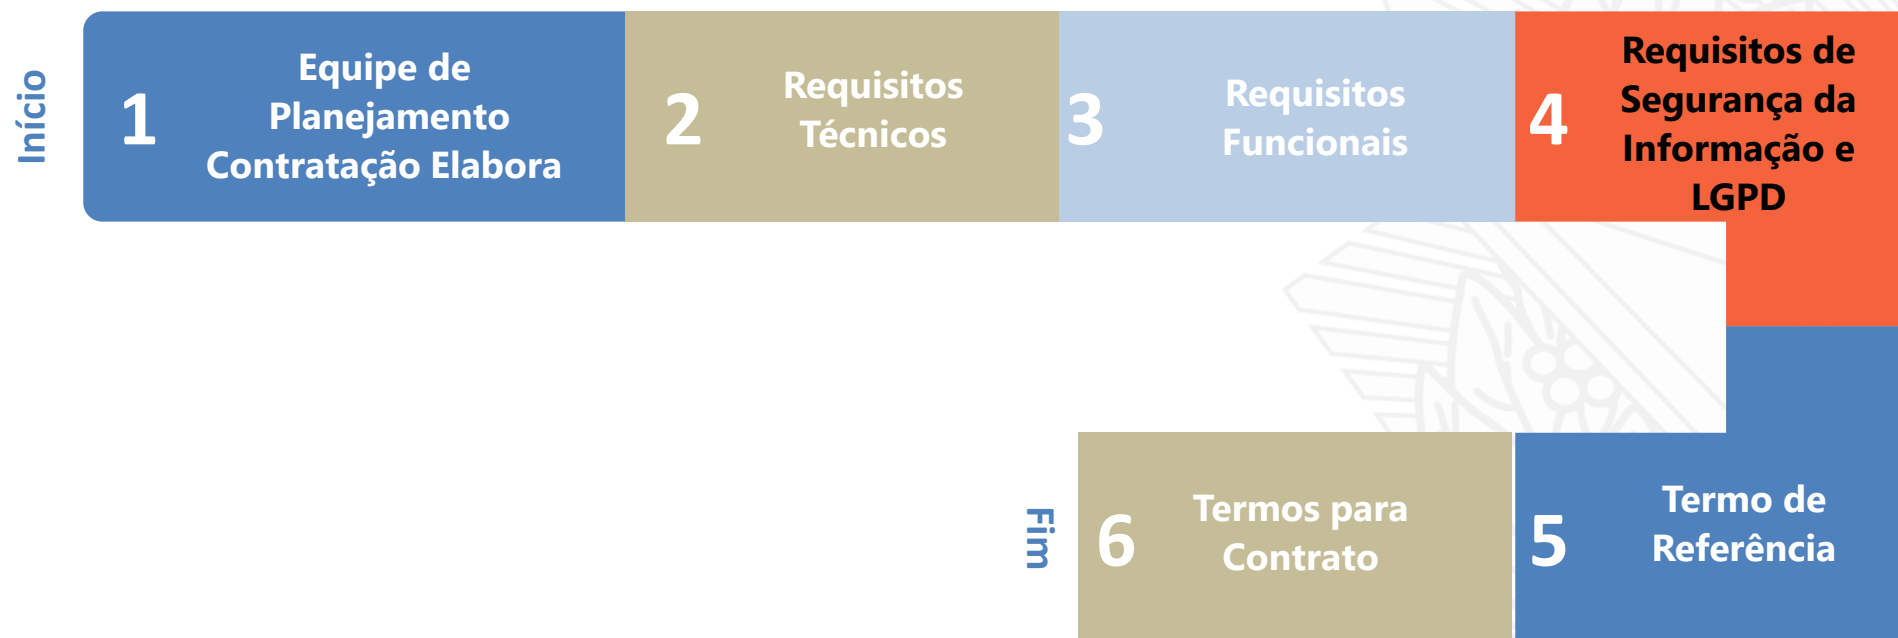 Início
1
Equipe de
Planejamento
Contratação Elabora
2
Requisitos
Técnicos
3
Requisitos
Funcionais
4
Requisitos de
Segurança da
Informação e
LGPD
5
Termo de
Referência
6
Termos para
Contrato
Fim